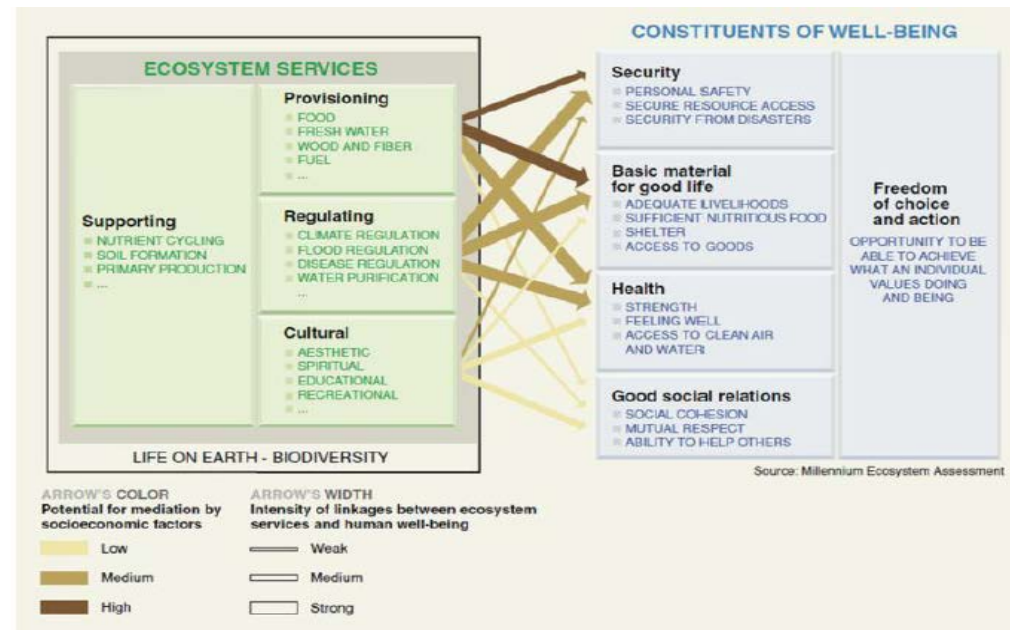 CONSTITUENTS OF WELL-BEING
ECOSYSTEM SERVICES
Provisioning
FOOD
FRESH WATER
WOOD AND FIBER
FUEL
...
Supporting
NUTRIENT CYCLING
SOIL FORMATION
PRIMARY PRODUCTION
...
Regulating
CLIMATE REGULATION
FLOOD REGULATION
DISEASE REGULATION
WATER PURIFICATION
...
Cultural
AESTHETIC
SPIRITUAL
EDUCATIONAL
RECREATIONAL
...
LIFE ON EARTH - BIODIVERSITY
Security
PERSONAL SAFETY
SECURE RESOURCE ACCESS
SECURITY FROM DISASTERS
Basic material
for good life
ADEQUATE LIVELIHOODS
SUFFICIENT NUTRITIOUS FOOD
SHELTER
ACCESS TO GOODS
Health
STRENGTH
FEELING WELL
ACCESS TO CLEAN AIR
AND WATER
Good social relations
SOCIAL COHESION
MUTUAL RESPECT
ABILITY TO HELP OTHERS
Freedom
of choice
and action
OPPORTUNITY TO BE
ABLE TO ACHIEVE
WHAT AN INDIVIDUAL
VALUES DOING
AND BEING
Source: Millennium Ecosystem Assessment
ARROW'S COLOR
Potential for mediation by
socioeconomic factors
Low
Medium
High
ARROW'S WIDTH
Intensity of linkages between ecosystem
services and human well-being
Weak
Medium
Strong